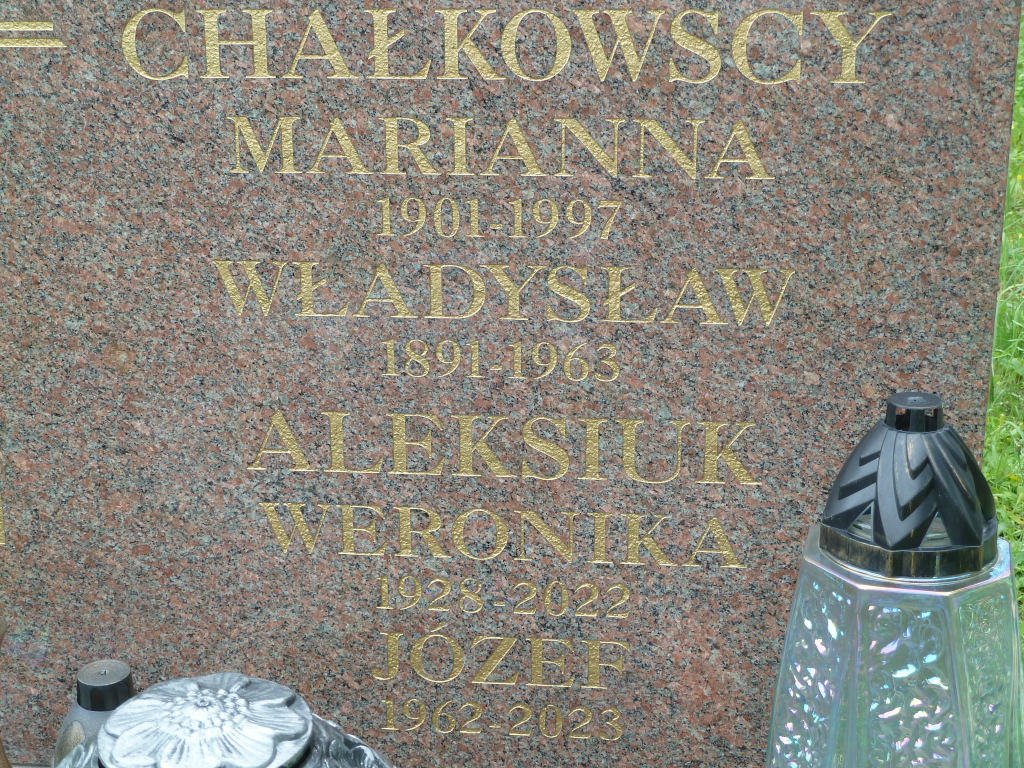 CHAŁKOWSCY
MARIANNA
1901-1997
WŁADYSŁAW
1891-1963
ALEKSIUK
WERONIKA
1928-2022
JÓZEF
1962-2023